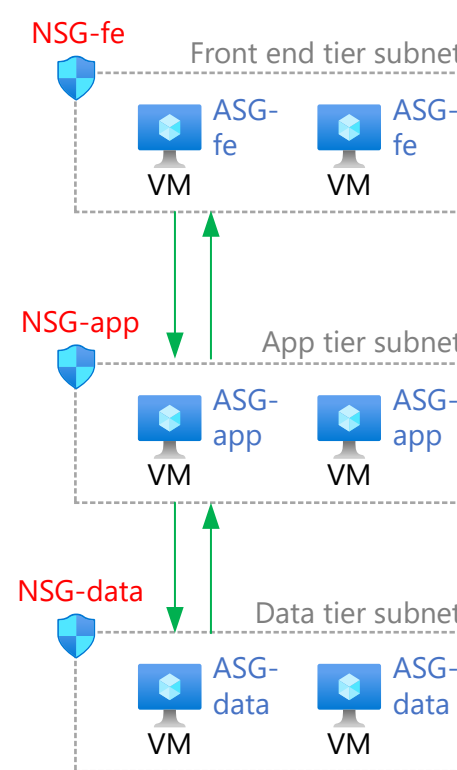 NSG-fe
Front end tier subnet
ASG-
fe
VM
ASG-
fe
VM
NSG-app
App tier subnet
ASG-
app
VM
ASG-
app
VM
NSG-data
Data tier subnet
ASG-
data
VM
ASG-
data
VM